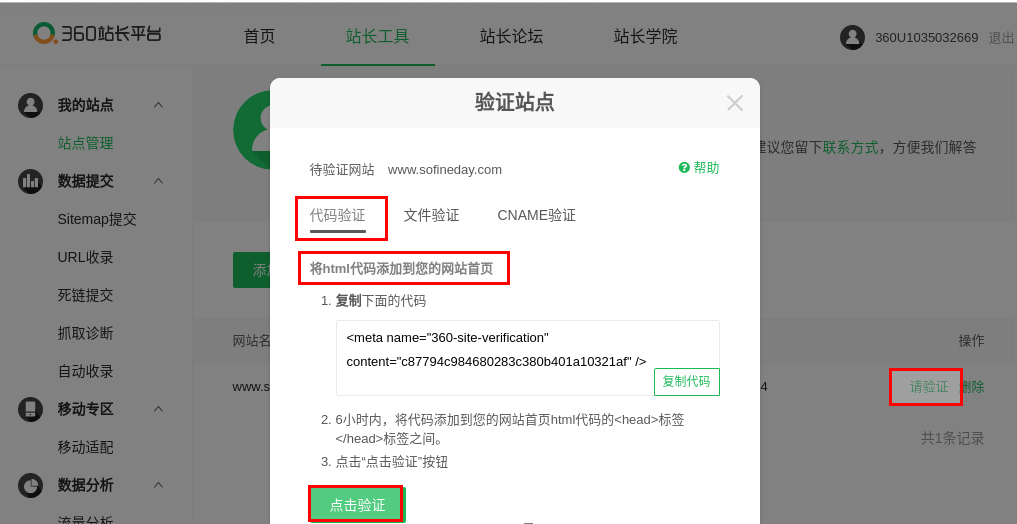 360站长平台
首页
站长工具
站长论坛
站长学院
360U1035032669 退出
我的站点
站点管理
数据提交
Sitemap提交
URL收录
死链提交
抓取诊断
自动收录
移动专区
移动适配
数据分析
流量分析
建议您留下联系方式，方便我们解答
添加
网站名
操作
www.s
4
请验证
删除
共1条记录
验证站点
待验证网站 www.sofineday.com
帮助
代码验证 文件验证 CNAME验证
将html代码添加到您的网站首页
1. 复制下面的代码
<meta name="360-site-verification"
content="c87794c984680283c380b401a10321af" />
复制代码
2. 6小时内，将代码添加到您的网站首页html代码的<head>标签
</head>标签之间。
3. 点击“点击验证”按钮
点击验证